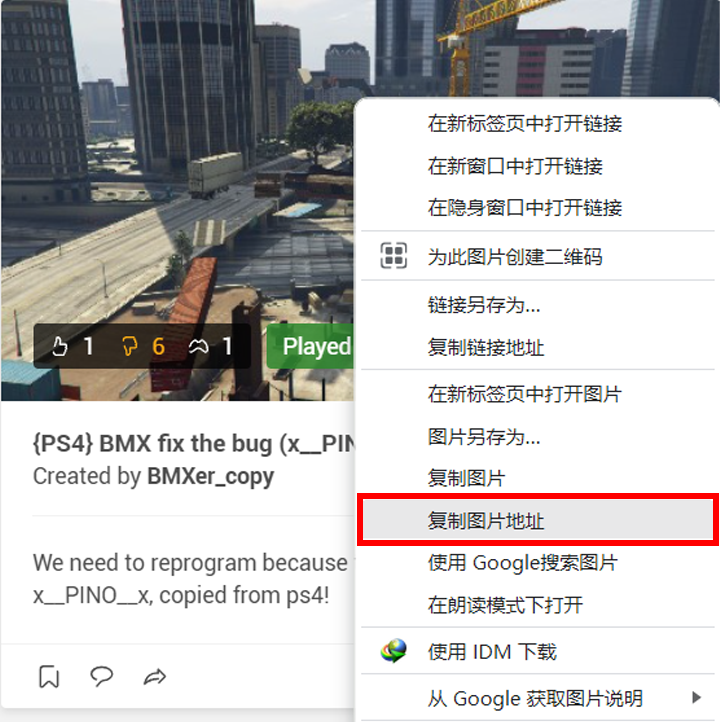 1 6 1 Played
{PS4} BMX fix the bug (x__PIN
Created by BMXer_copy
We need to reprogram because
x__PINO__x, copied from ps4!
在新标签页中打开链接
在新窗口中打开链接
在隐身窗口中打开链接
为此图片创建二维码
链接另存为...
复制链接地址
在新标签页中打开图片
图片另存为...
复制图片
复制图片地址
使用 Google搜索图片
在朗读模式下打开
使用 IDM 下载
从 Google 获取图片说明